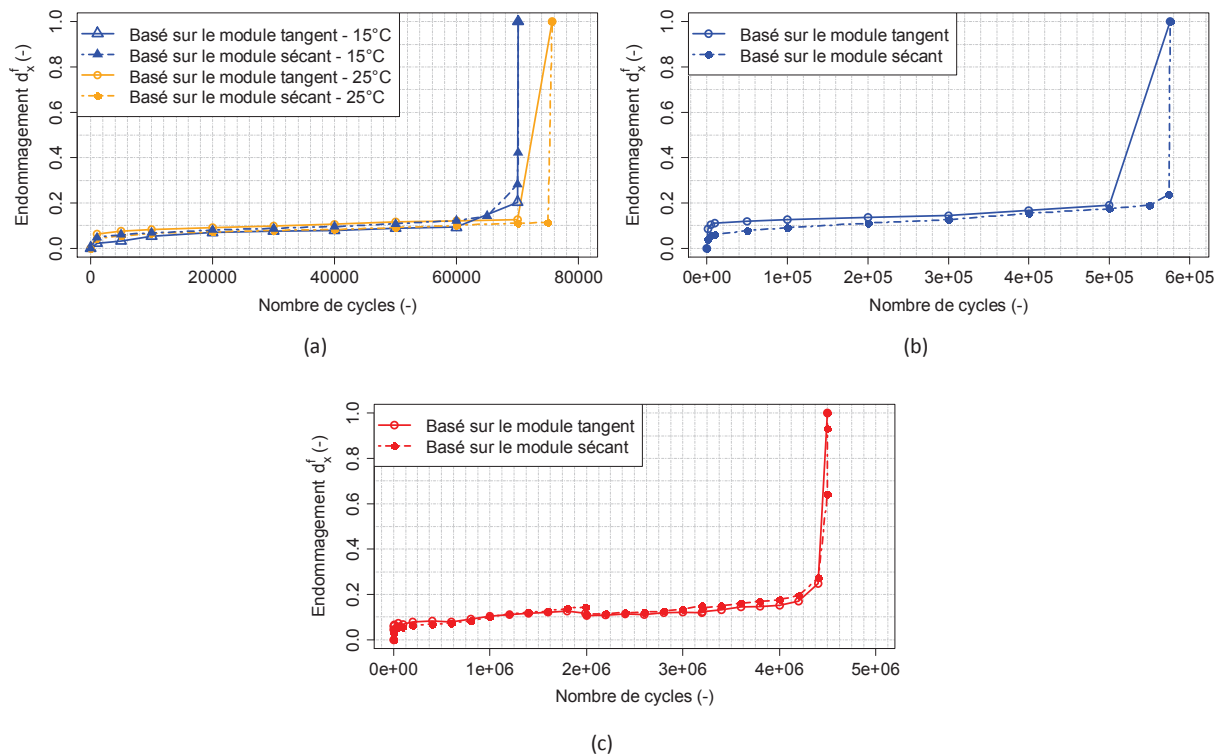 Basé sur le module tangent - 15°C
Basé sur le module sécant - 15°C
Basé sur le module tangent - 25°C
Basé sur le module sécant - 25°C
Endommagement d_x^f (-)
0.0 0.2 0.4 0.6 0.8 1.0
0 20000 40000 60000 80000
Nombre de cycles (-)
(a)
Basé sur le module tangent
Basé sur le module sécant
Endommagement d_x^f (-)
0.0 0.2 0.4 0.6 0.8 1.0
0e+00 1e+05 2e+05 3e+05 4e+05 5e+05 6e+05
Nombre de cycles (-)
(b)
Basé sur le module tangent
Basé sur le module sécant
Endommagement d_x^f (-)
0.0 0.2 0.4 0.6 0.8 1.0
0e+00 1e+06 2e+06 3e+06 4e+06 5e+06
Nombre de cycles (-)
(c)